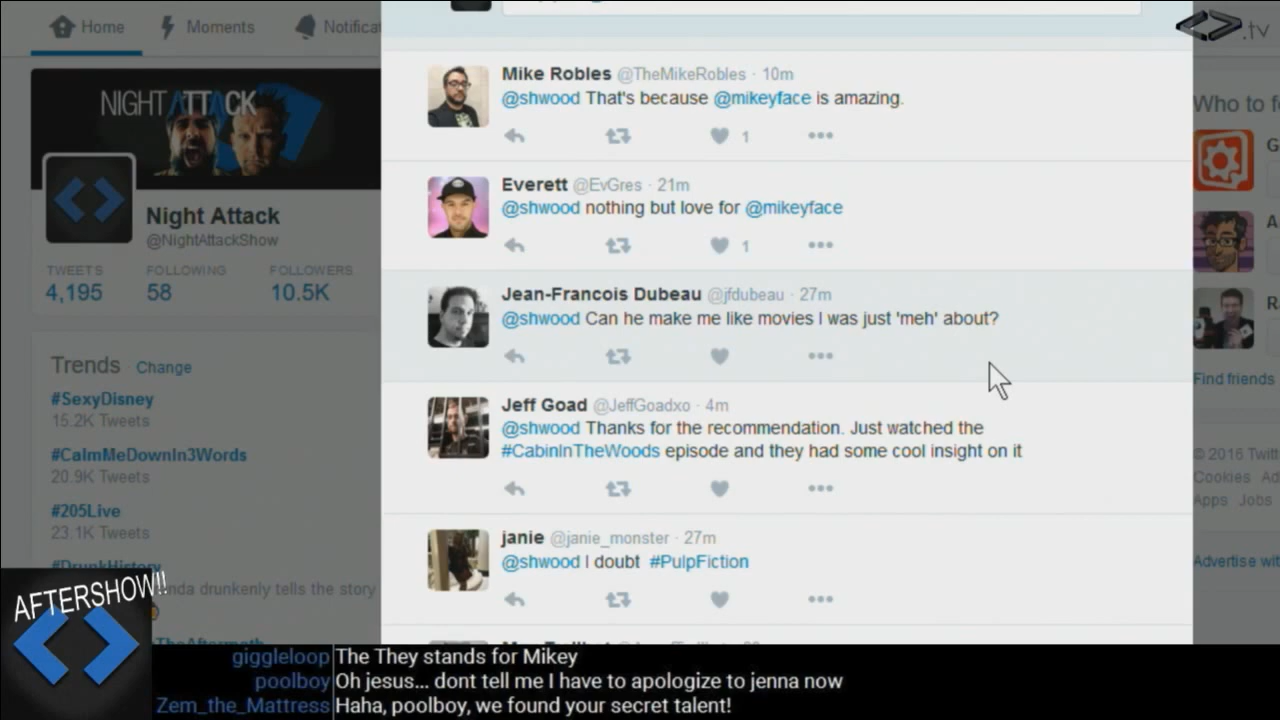 Home
Moments
Notifica
.tv
NIGHT ATTACK
Night Attack
@NightAttackShow
TWEETS FOLLOWING FOLLOWERS
4,195 58 10.5K
Trends · Change
#SexyDisney
15.2K Tweets
#CalmMeDownIn3Words
20.9K Tweets
#205Live
23.1K Tweets
#DrunkHistory
nda drunkenly tells the story
Mike Robles @TheMikeRobles · 10m
@shwood That's because @mikeyface is amazing.
1
Everett @EvGres · 21m
@shwood nothing but love for @mikeyface
1
Jean-Francois Dubeau @jfdubeau · 27m
@shwood Can he make me like movies I was just 'meh' about?
Jeff Goad @JeffGoadxo · 4m
@shwood Thanks for the recommendation. Just watched the
#CabinInTheWoods episode and they had some cool insight on it
janie @janie_monster · 27m
@shwood I doubt #PulpFiction
Who to f
G
A
R
Find friends
© 2016 Twit
Cookies Ad
Apps Jobs
Advertise wit
AFTERSHOW!!
giggleloop The They stands for Mikey
poolboy Oh jesus... dont tell me I have to apologize to jenna now
Zem_the_Mattress Haha, poolboy, we found your secret talent!